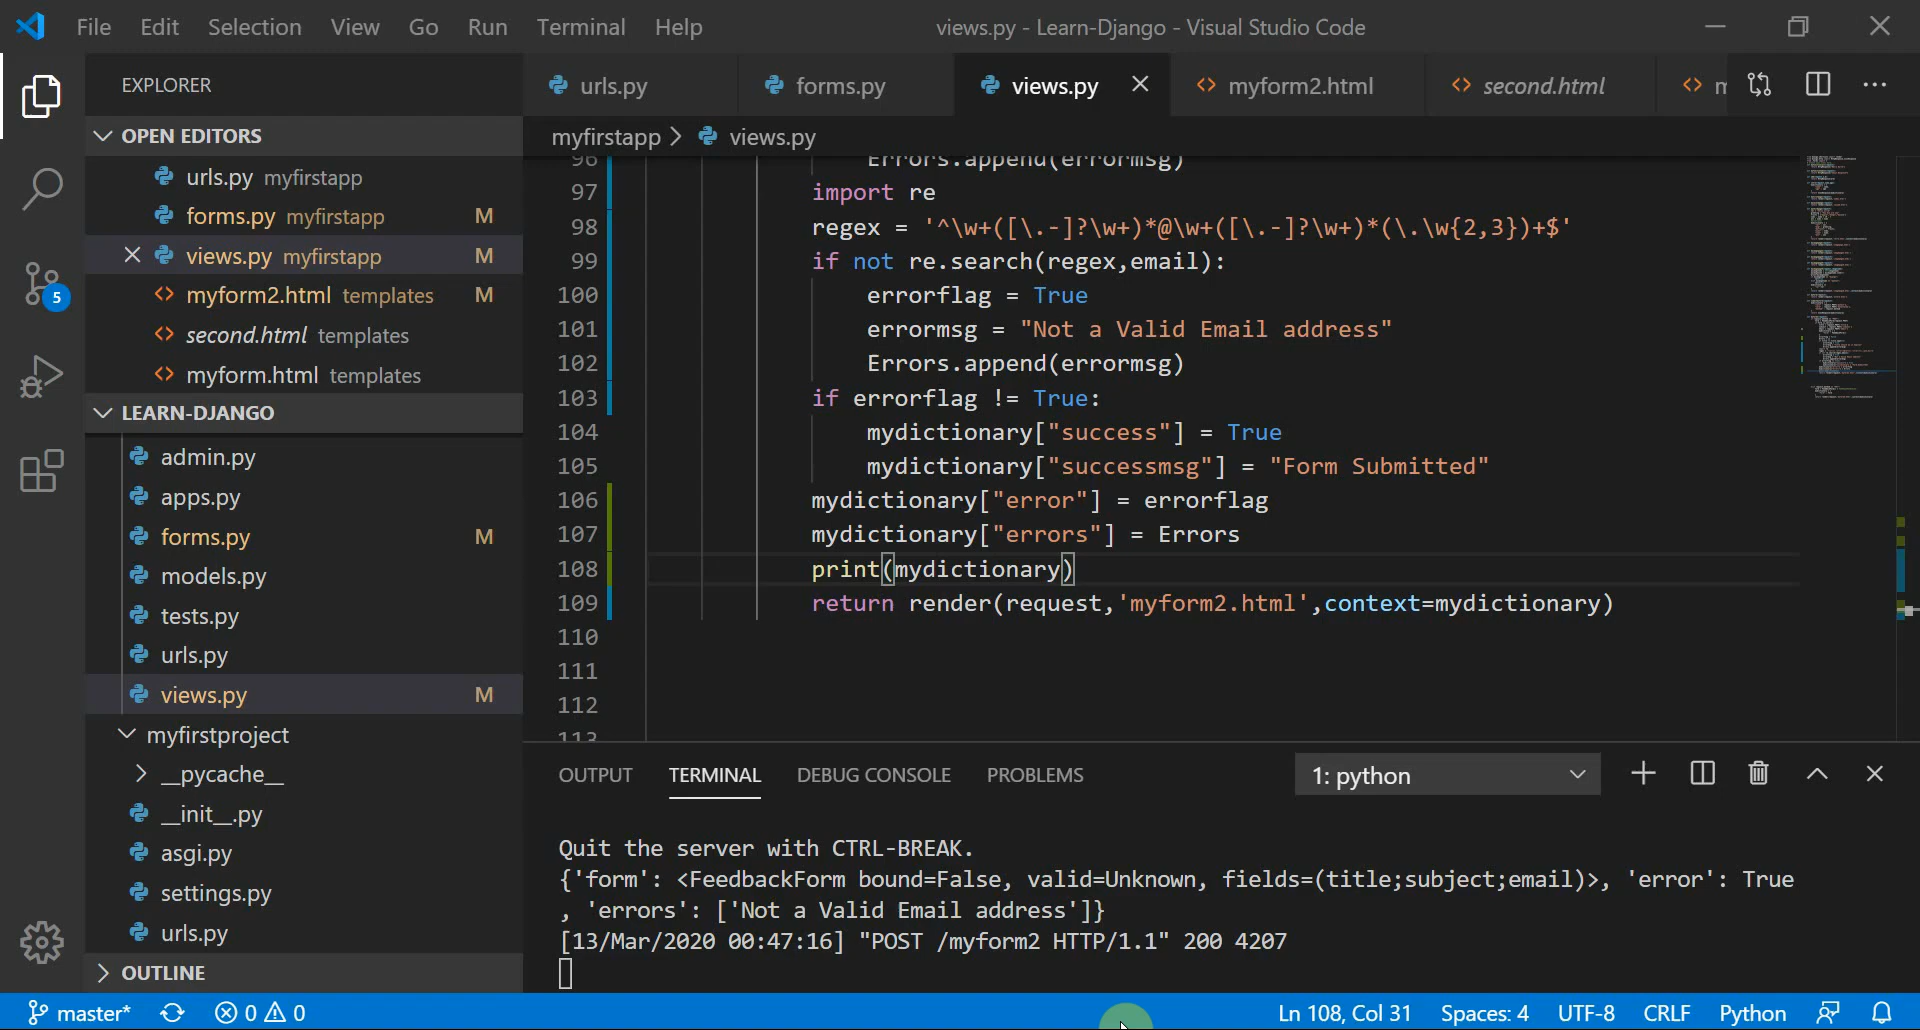 File Edit Selection View Go Run Terminal Help
views.py - Learn-Django - Visual Studio Code
EXPLORER
OPEN EDITORS
urls.py myfirstapp
forms.py myfirstapp M
views.py myfirstapp M
myform2.html templates M
second.html templates
myform.html templates
LEARN-DJANGO
admin.py
apps.py
forms.py M
models.py
tests.py
urls.py
views.py M
myfirstproject
__pycache__
__init__.py
asgi.py
settings.py
urls.py
OUTLINE
5
urls.py forms.py views.py myform2.html second.html
myfirstapp > views.py
96 Errors.append(errormsg)
97 import re
98 regex = '^\w+([\.-]?\w+)*@\w+([\.-]?\w+)*(\.\w{2,3})+$'
99 if not re.search(regex,email):
100 errorflag = True
101 errormsg = "Not a Valid Email address"
102 Errors.append(errormsg)
103 if errorflag != True:
104 mydictionary["success"] = True
105 mydictionary["successmsg"] = "Form Submitted"
106 mydictionary["error"] = errorflag
107 mydictionary["errors"] = Errors
108 print(mydictionary)
109 return render(request,'myform2.html',context=mydictionary)
110
111
112
113
OUTPUT TERMINAL DEBUG CONSOLE PROBLEMS 1: python
Quit the server with CTRL-BREAK.
{'form': <FeedbackForm bound=False, valid=Unknown, fields=(title;subject;email)>, 'error': True
, 'errors': ['Not a Valid Email address']}
[13/Mar/2020 00:47:16] "POST /myform2 HTTP/1.1" 200 4207
master* 0 0 Ln 108, Col 31 Spaces: 4 UTF-8 CRLF Python